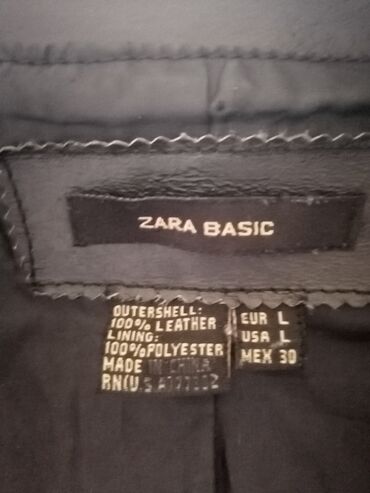 ZARA BASIC
OUTERSHELL:
100% LEATHER
LINING:
100%POLYESTER
MADE IN CHINA
EUR L
USA L
MEX 30